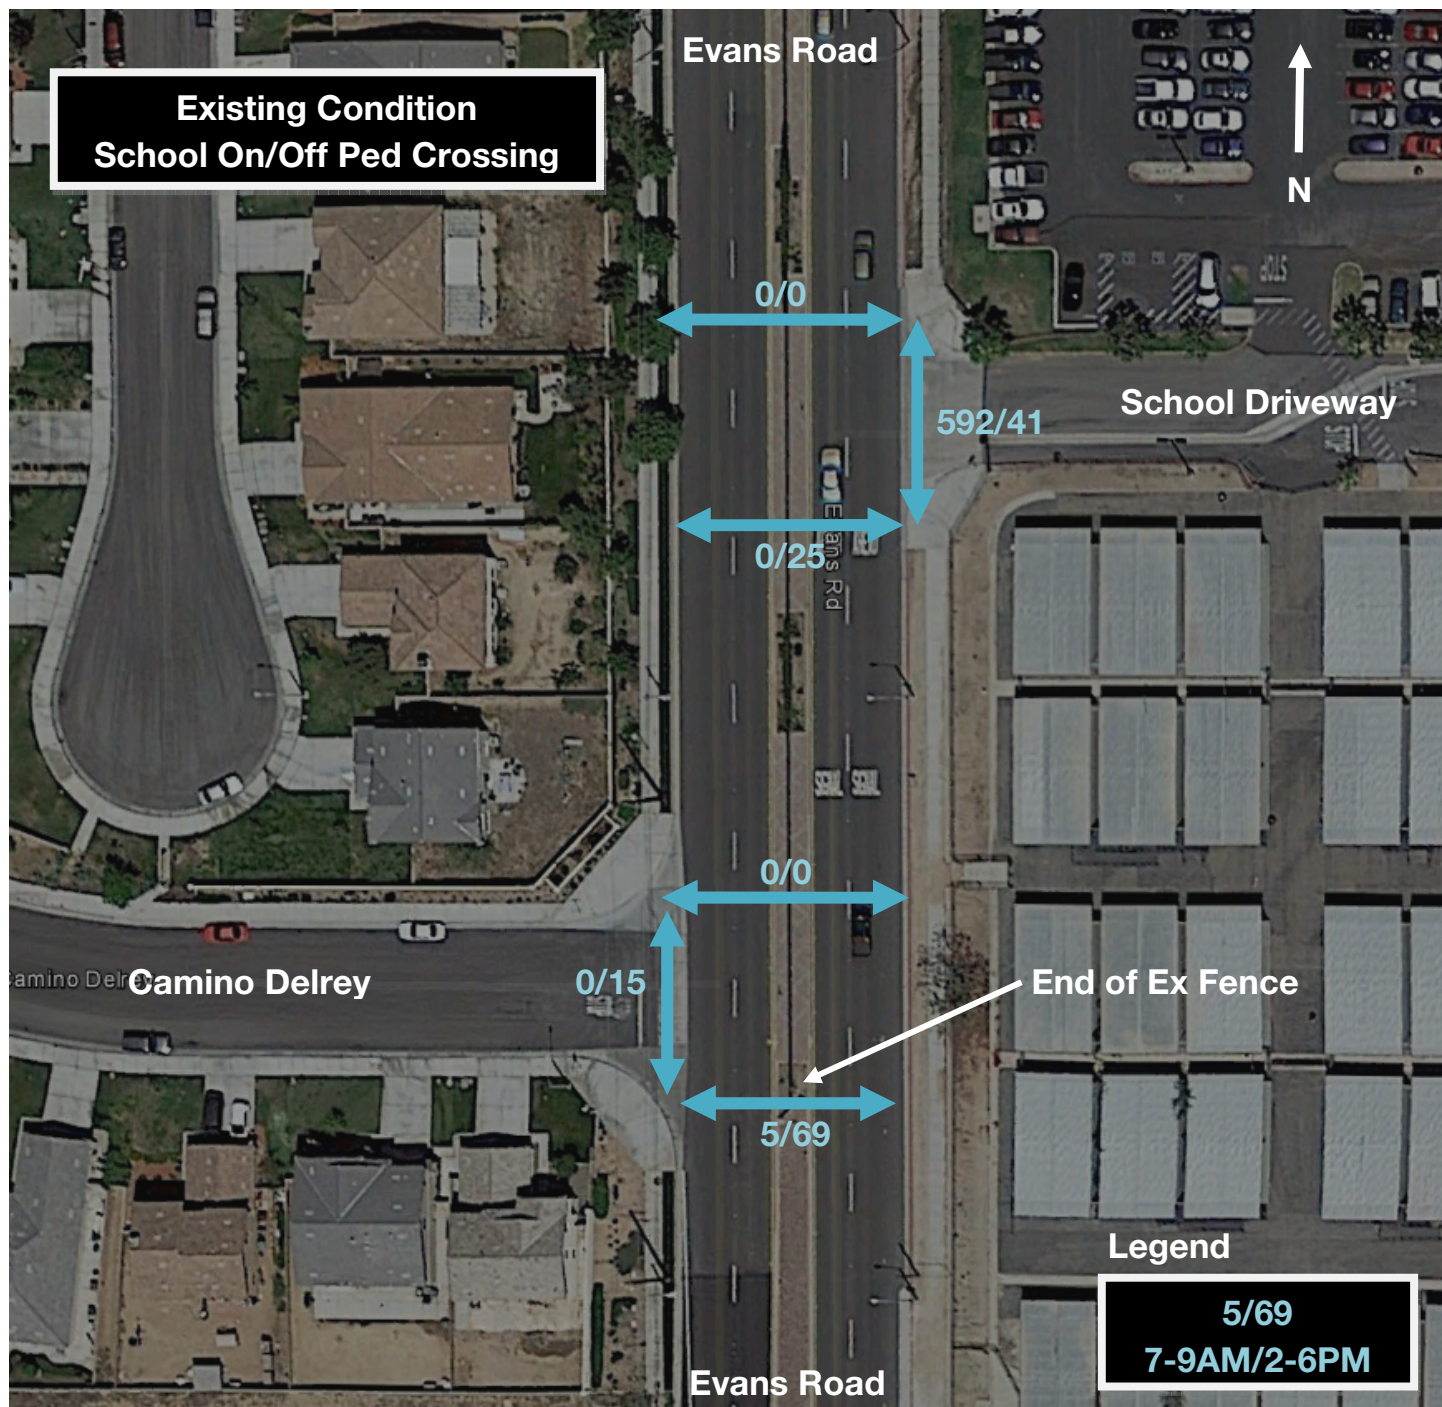 Evans Road
Existing Condition
School On/Off Ped Crossing
N
STOP
0/0
School Driveway
592/41
STOP
0/25
Evans Rd
0/0
Camino Delrey
Camino Delrey
0/15
End of Ex Fence
5/69
Legend
5/69
7-9AM/2-6PM
Evans Road